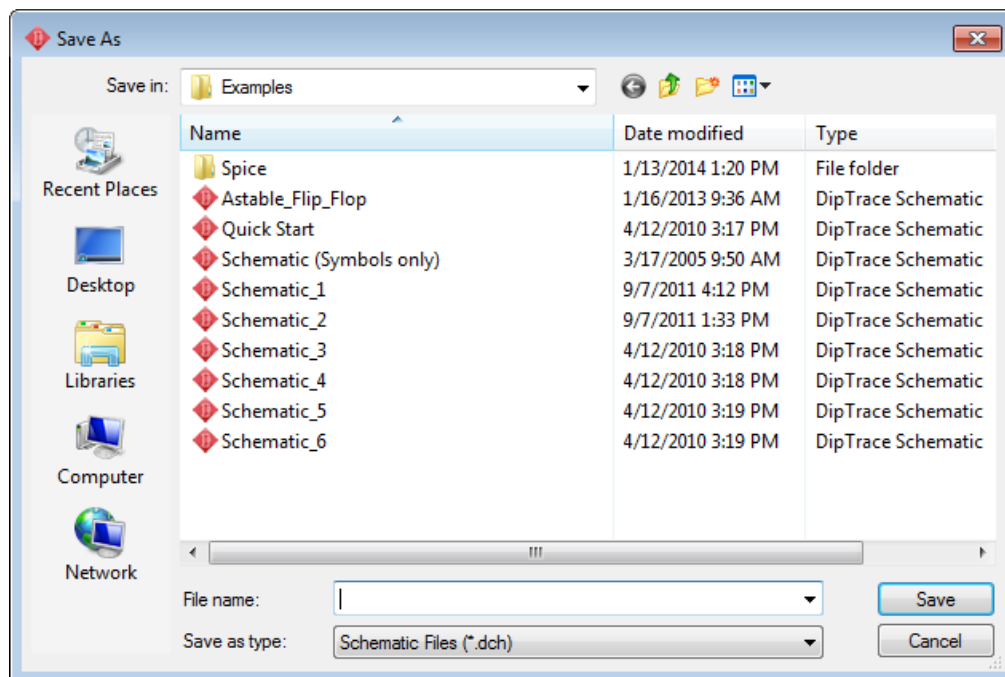 Save As
Save in: Examples
Name Date modified Type
Spice 1/13/2014 1:20 PM File folder
Astable_Flip_Flop 1/16/2013 9:36 AM DipTrace Schematic
Quick Start 4/12/2010 3:17 PM DipTrace Schematic
Schematic (Symbols only) 3/17/2005 9:50 AM DipTrace Schematic
Schematic_1 9/7/2011 4:12 PM DipTrace Schematic
Schematic_2 9/7/2011 1:33 PM DipTrace Schematic
Schematic_3 4/12/2010 3:18 PM DipTrace Schematic
Schematic_4 4/12/2010 3:18 PM DipTrace Schematic
Schematic_5 4/12/2010 3:19 PM DipTrace Schematic
Schematic_6 4/12/2010 3:19 PM DipTrace Schematic
Recent Places
Desktop
Libraries
Computer
Network
File name: Save
Save as type: Schematic Files (*.dch) Cancel